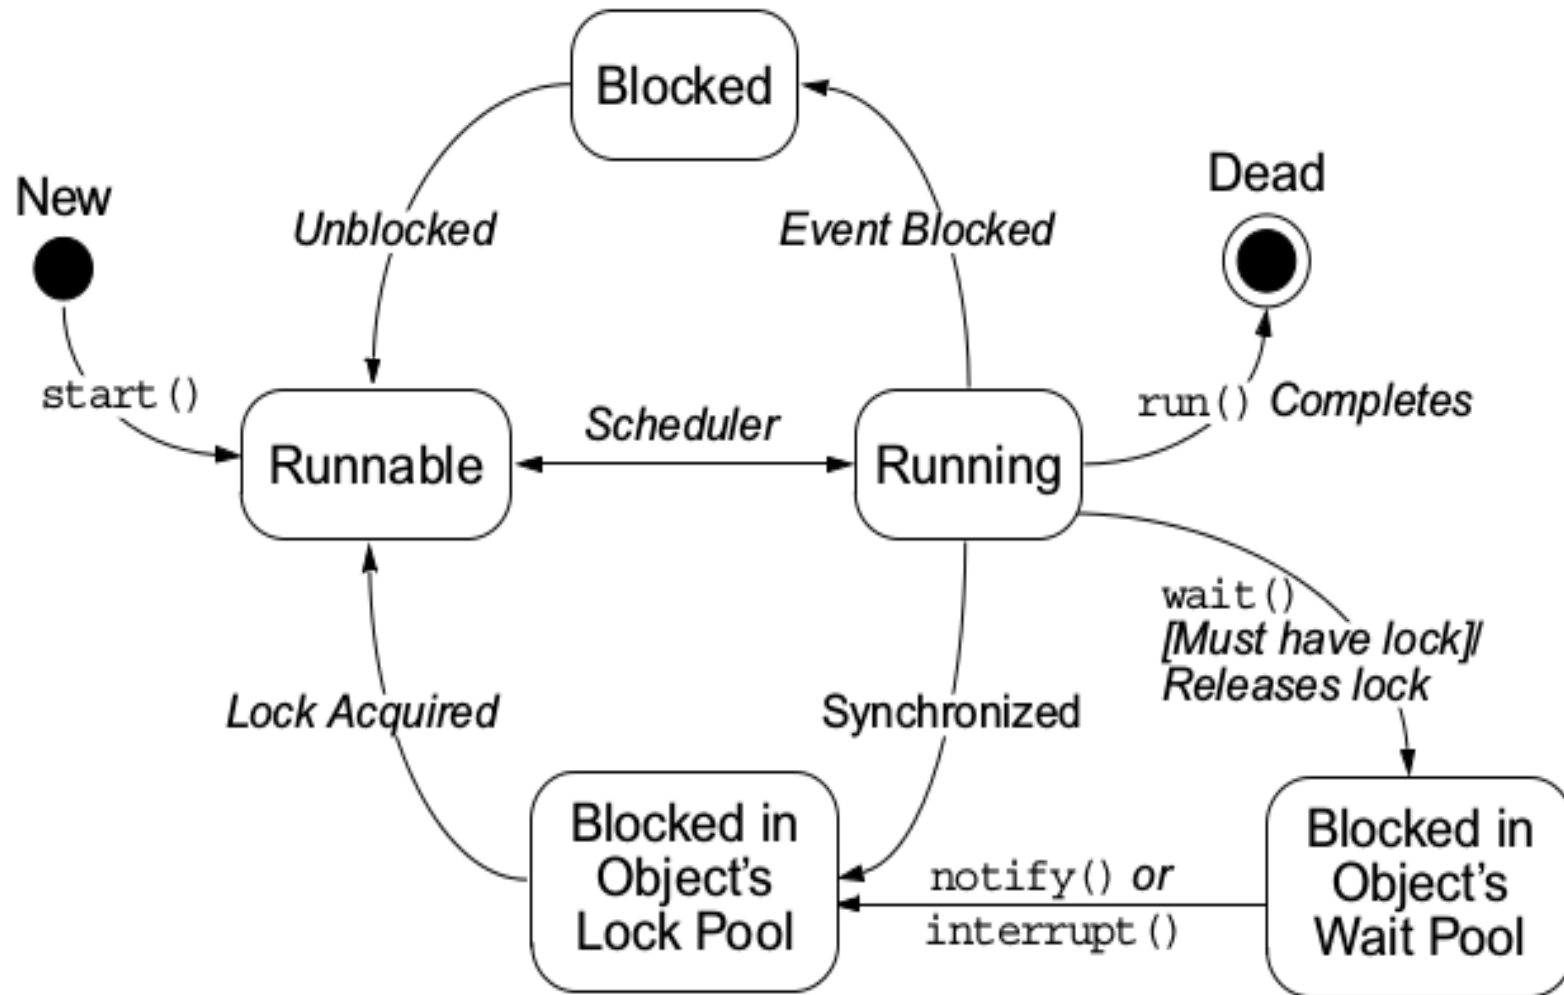 Blocked
New
Dead
Unblocked
Event Blocked
start()
Scheduler
run() Completes
Runnable
Running
wait()
[Must have lock]/
Releases lock
Lock Acquired
Synchronized
Blocked in
Object's
Lock Pool
notify() or
interrupt()
Blocked in
Object's
Wait Pool